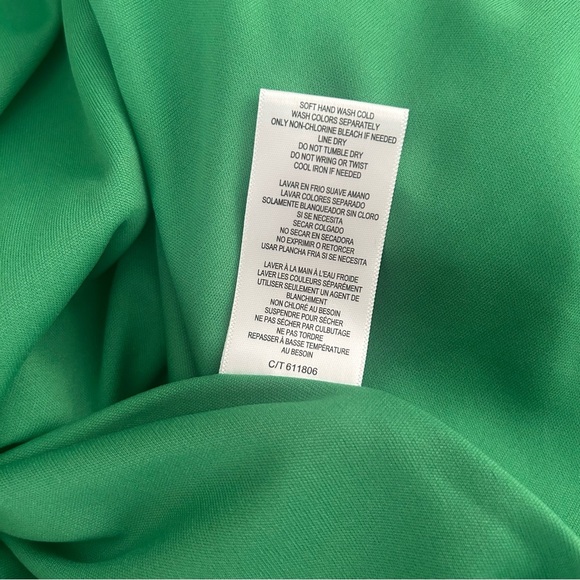 SOFT HAND WASH COLD
WASH COLORS SEPARATELY
ONLY NON-CHLORINE BLEACH IF NEEDED
LINE DRY
DO NOT TUMBLE DRY
DO NOT WRING OR TWIST
COOL IRON IF NEEDED
LAVAR EN FRIO SUAVE AMANO
LAVAR COLORES SEPARADO
SOLAMENTE BLANQUEADOR SIN CLORO
SI SE NECESITA
SECAR COLGADO
NO SECAR EN SECADORA
NO EXPRIMIR O RETORCER
USAR PLANCHA FRIA SI SE NECESITA
LAVER À LA MAIN À L'EAU FROIDE
LAVER LES COULEURS SÉPARÉMENT
UTILISER SEULEMENT UN AGENT DE
BLANCHIMENT
NON CHLORÉ AU BESOIN
SUSPENDRE POUR SÉCHER
NE PAS SÉCHER PAR CULBUTAGE
NE PAS TORDRE
REPASSER À BASSE TEMPÉRATURE
AU BESOIN
C/T 611806